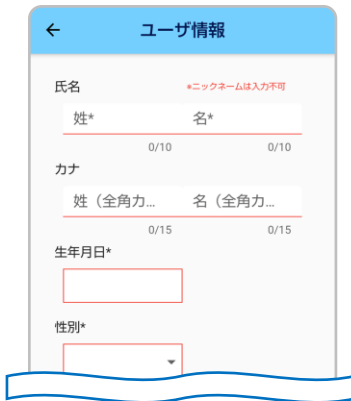 ユーザ情報
氏名 *ニックネームは入力不可
姓* 名*
0/10 0/10
カナ
姓（全角カ... 名（全角カ...
0/15 0/15
生年月日*
性別*